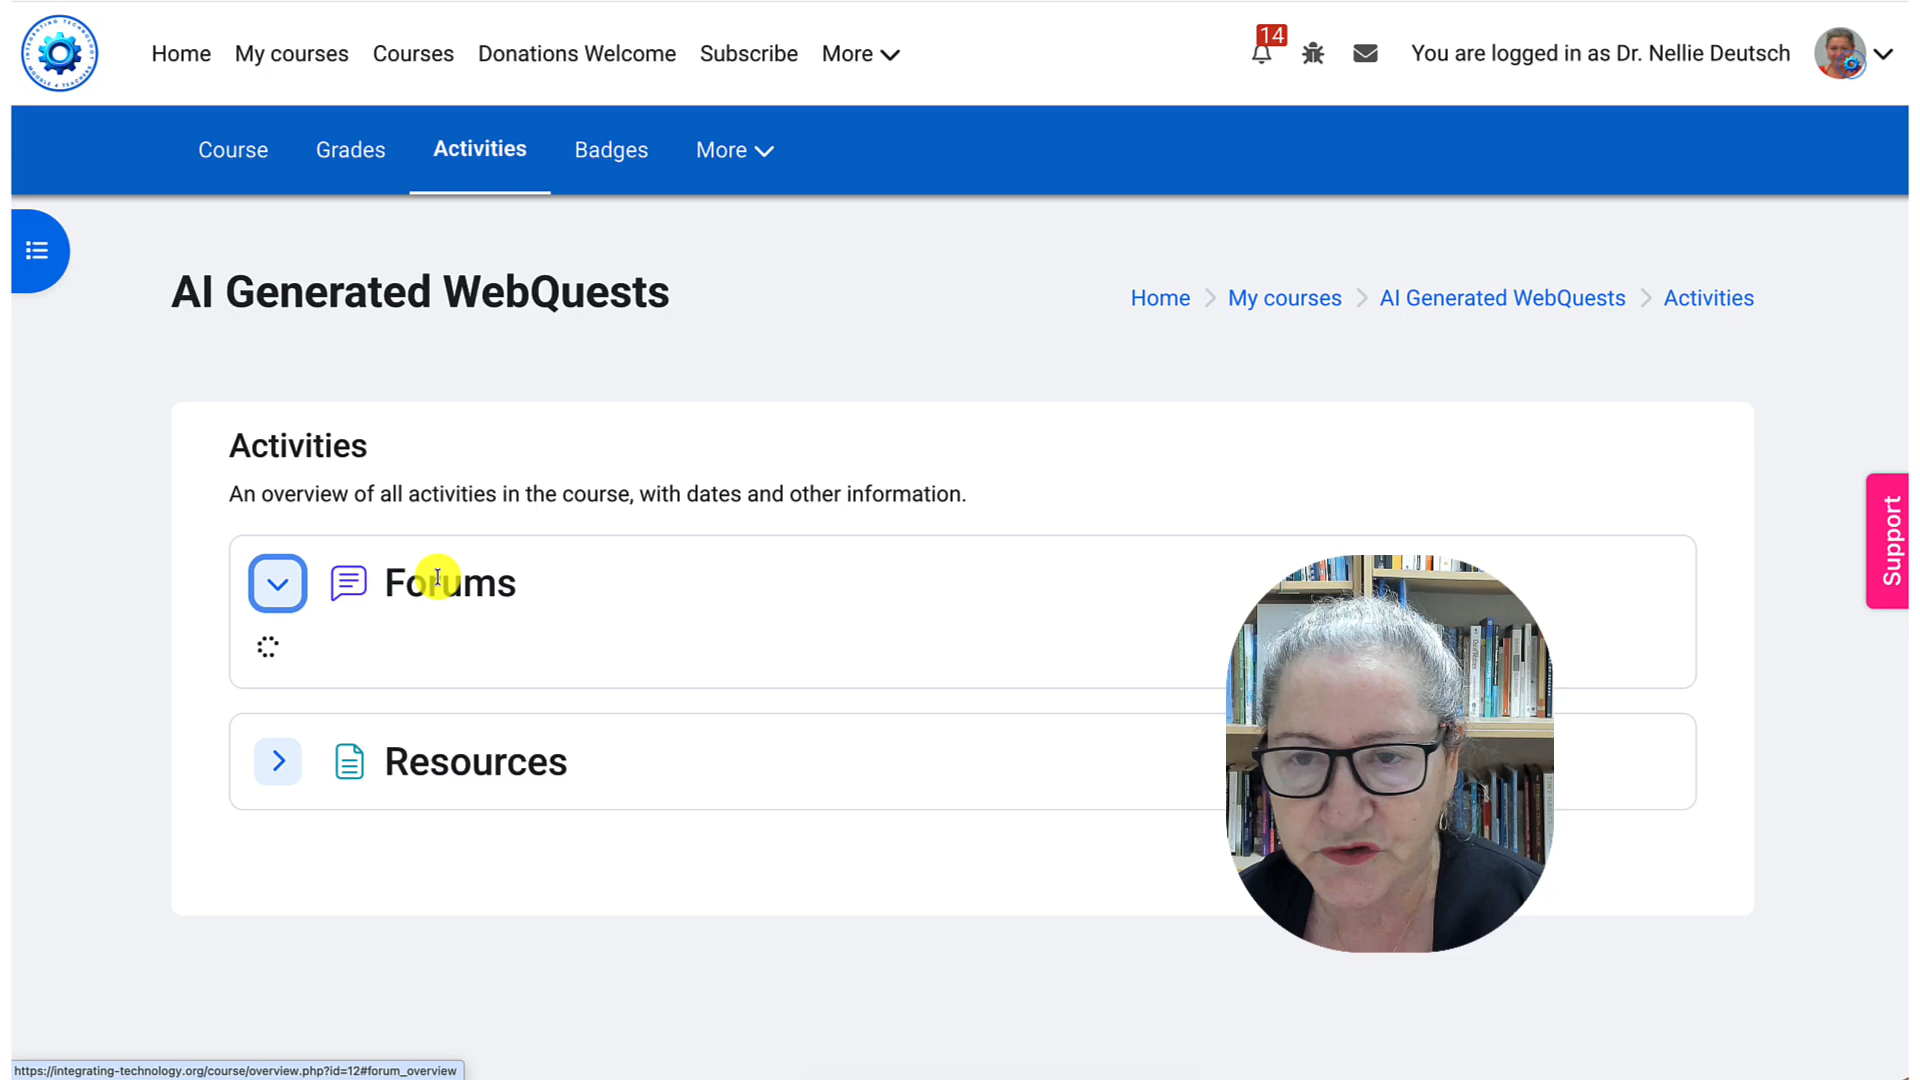 Home My courses Courses Donations Welcome Subscribe More
14
You are logged in as Dr. Nellie Deutsch
Course Grades Activities Badges More
AI Generated WebQuests
Home My courses AI Generated WebQuests Activities
Activities
An overview of all activities in the course, with dates and other information.
Forums
Resources
Support
https://integrating-technology.org/course/overview.php?id=12#forum_overview